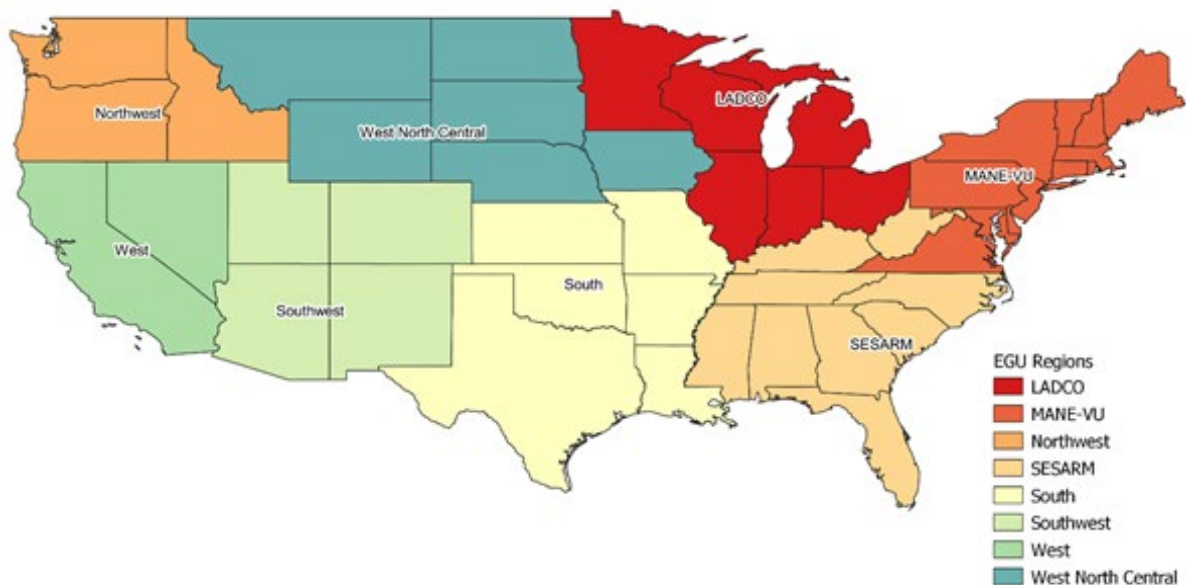 Northwest
LADCO
West North Central
MANE-VU
West
South
Southwest
SESARM
EGU Regions
LADCO
MANE-VU
Northwest
SESARM
South
Southwest
West
West North Central